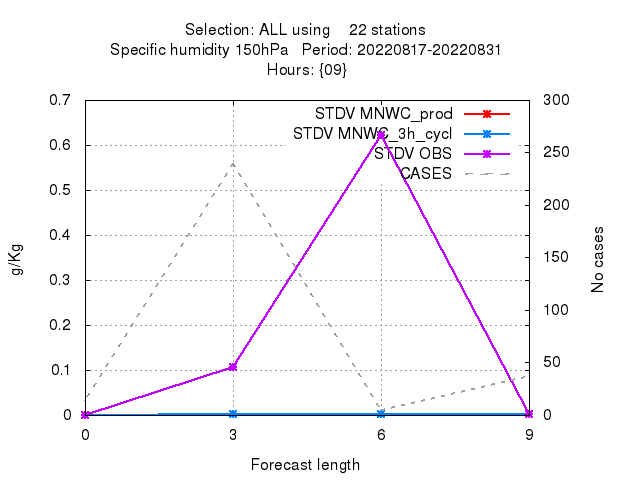 Selection: ALL using    22 stations
Specific humidity 150hPa   Period: 20220817-20220831
Hours: {09}
0.7
0.6
0.5
0.4
0.3
0.2
0.1
0
g/Kg
STDV MNWC_prod
STDV MNWC_3h_cycl
STDV OBS
CASES
300
250
200
150
100
50
0
No cases
0 3 6 9
Forecast length